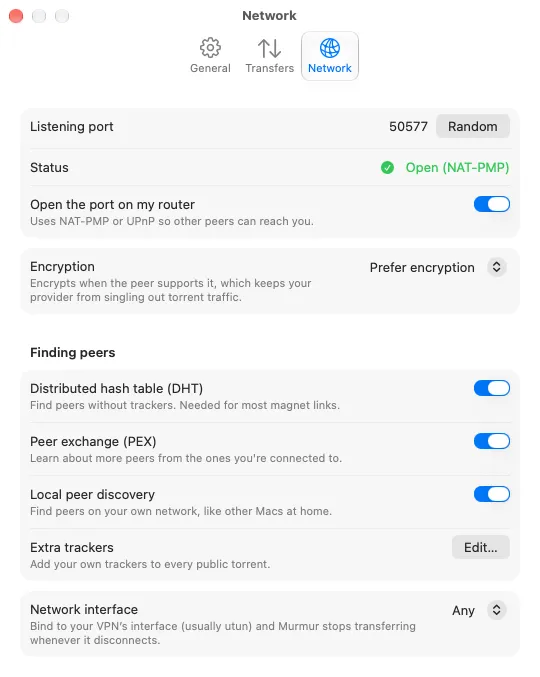 Network
General
Transfers
Network
Listening port
50577
Random
Status
Open (NAT-PMP)
Open the port on my router
Uses NAT-PMP or UPnP so other peers can reach you.
Encryption
Prefer encryption
Encrypts when the peer supports it, which keeps your
provider from singling out torrent traffic.
Finding peers
Distributed hash table (DHT)
Find peers without trackers. Needed for most magnet links.
Peer exchange (PEX)
Learn about more peers from the ones you're connected to.
Local peer discovery
Find peers on your own network, like other Macs at home.
Extra trackers
Edit...
Add your own trackers to every public torrent.
Network interface
Any
Bind to your VPN's interface (usually utun) and Murmur stops transferring
whenever it disconnects.